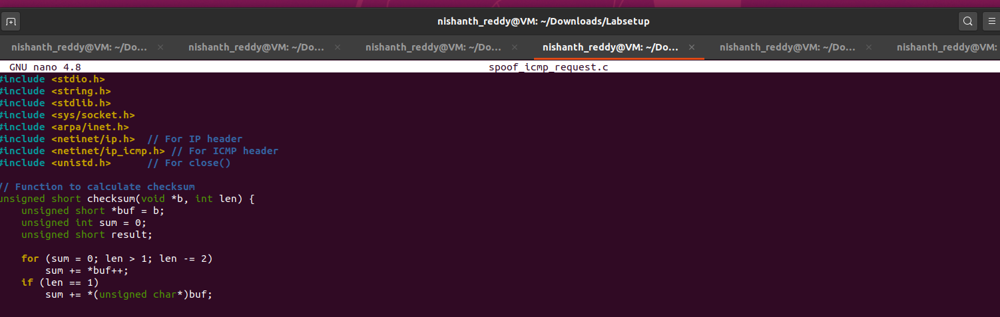 nishanth_reddy@VM: ~/Downloads/Labsetup
nishanth_reddy@VM: ~/Do... × nishanth_reddy@VM: ~/Do... × nishanth_reddy@VM: ~/Do... × nishanth_reddy@VM: ~/Do... × nishanth_reddy@VM: ~/Do... × nishanth_reddy@VM:
GNU nano 4.8 spoof_icmp_request.c
#include <stdio.h>
#include <string.h>
#include <stdlib.h>
#include <sys/socket.h>
#include <arpa/inet.h>
#include <netinet/ip.h>  // For IP header
#include <netinet/ip_icmp.h> // For ICMP header
#include <unistd.h>      // For close()
// Function to calculate checksum
unsigned short checksum(void *b, int len) {
    unsigned short *buf = b;
    unsigned int sum = 0;
    unsigned short result;
    for (sum = 0; len > 1; len -= 2)
        sum += *buf++;
    if (len == 1)
        sum += *(unsigned char*)buf;